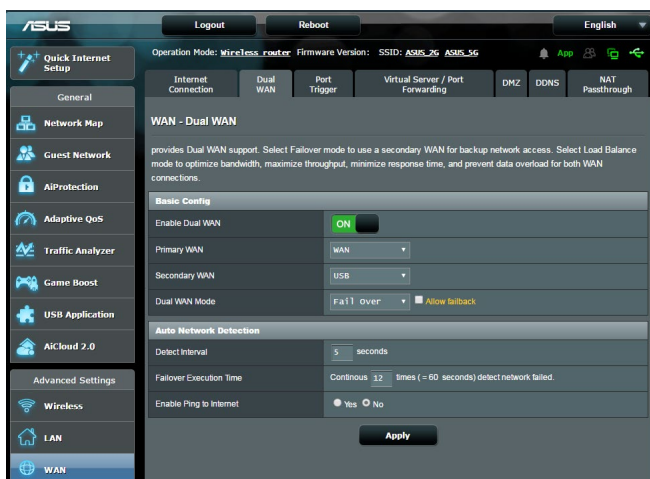 ASUS
Logout
Reboot
English
Quick Internet
Setup
Operation Mode: Wireless router Firmware Version: SSID: ASUS_2G ASUS_5G
App
Internet
Connection
Dual
WAN
Port
Trigger
Virtual Server / Port
Forwarding
DMZ
DDNS
NAT
Passthrough
General
Network Map
Guest Network
AiProtection
Adaptive QoS
Traffic Analyzer
Game Boost
USB Application
AiCloud 2.0
Advanced Settings
Wireless
LAN
WAN
WAN - Dual WAN
provides Dual WAN support. Select Failover mode to use a secondary WAN for backup network access. Select Load Balance
mode to optimize bandwidth, maximize throughput, minimize response time, and prevent data overload for both WAN
connections.
Basic Config
Enable Dual WAN ON
Primary WAN WAN
Secondary WAN USB
Dual WAN Mode Fail Over Allow failback
Auto Network Detection
Detect Interval 5 seconds
Failover Execution Time Continous 12 times ( = 60 seconds) detect network failed.
Enable Ping to Internet Yes No
Apply